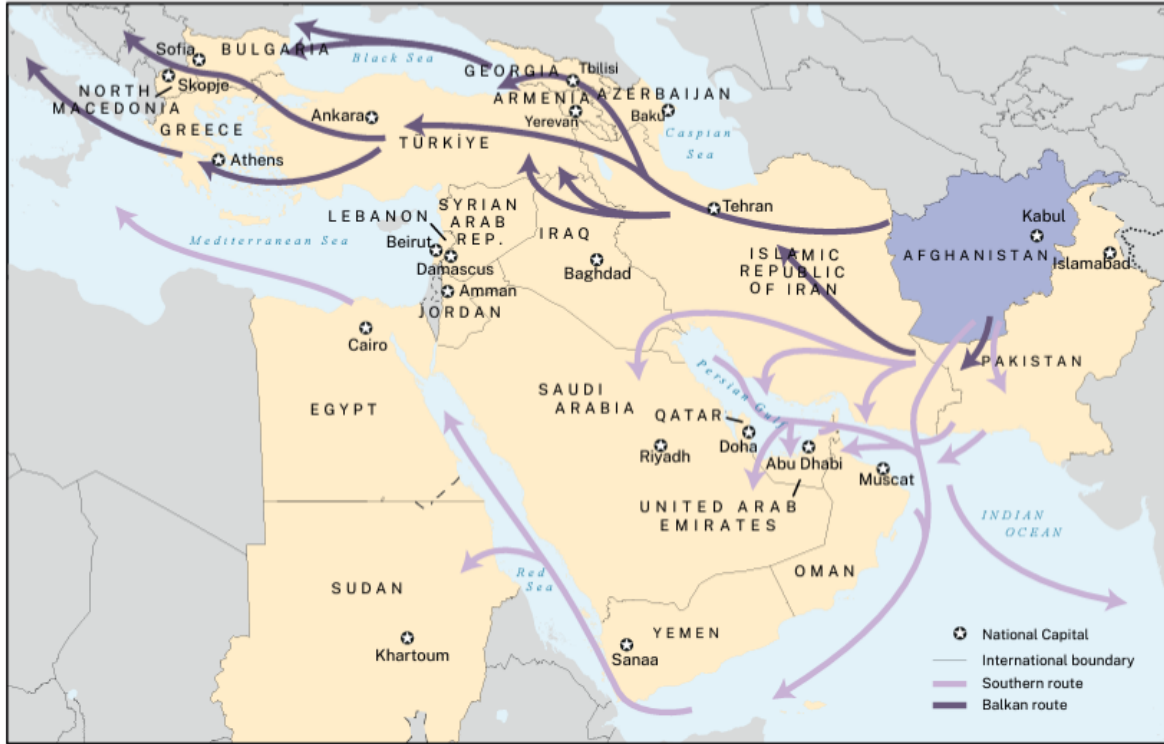 Sofia
BULGARIA
Black Sea
GEORGIA
Tbilisi
NORTH
MACEDONIA
Skopje
ARMENIA
AZERBAIJAN
Ankara
Yerevan
Baku
GREECE
TÜRKİYE
Caspian
Sea
Athens
LEBANON
SYRIAN
ARAB
REP.
Tehran
Kabul
Mediterranean Sea
Beirut
IRAQ
AFGHANISTAN
Islamabad
Damascus
Baghdad
ISLAMIC
REPUBLIC
OF IRAN
Amman
JORDAN
Cairo
PAKISTAN
Persian Gulf
EGYPT
SAUDI
ARABIA
QATAR
Doha
Riyadh
Abu Dhabi
Muscat
UNITED ARAB
EMIRATES
INDIAN
OCEAN
Red
Sea
OMAN
SUDAN
YEMEN
Khartoum
Sanaa
National Capital
International boundary
Southern route
Balkan route